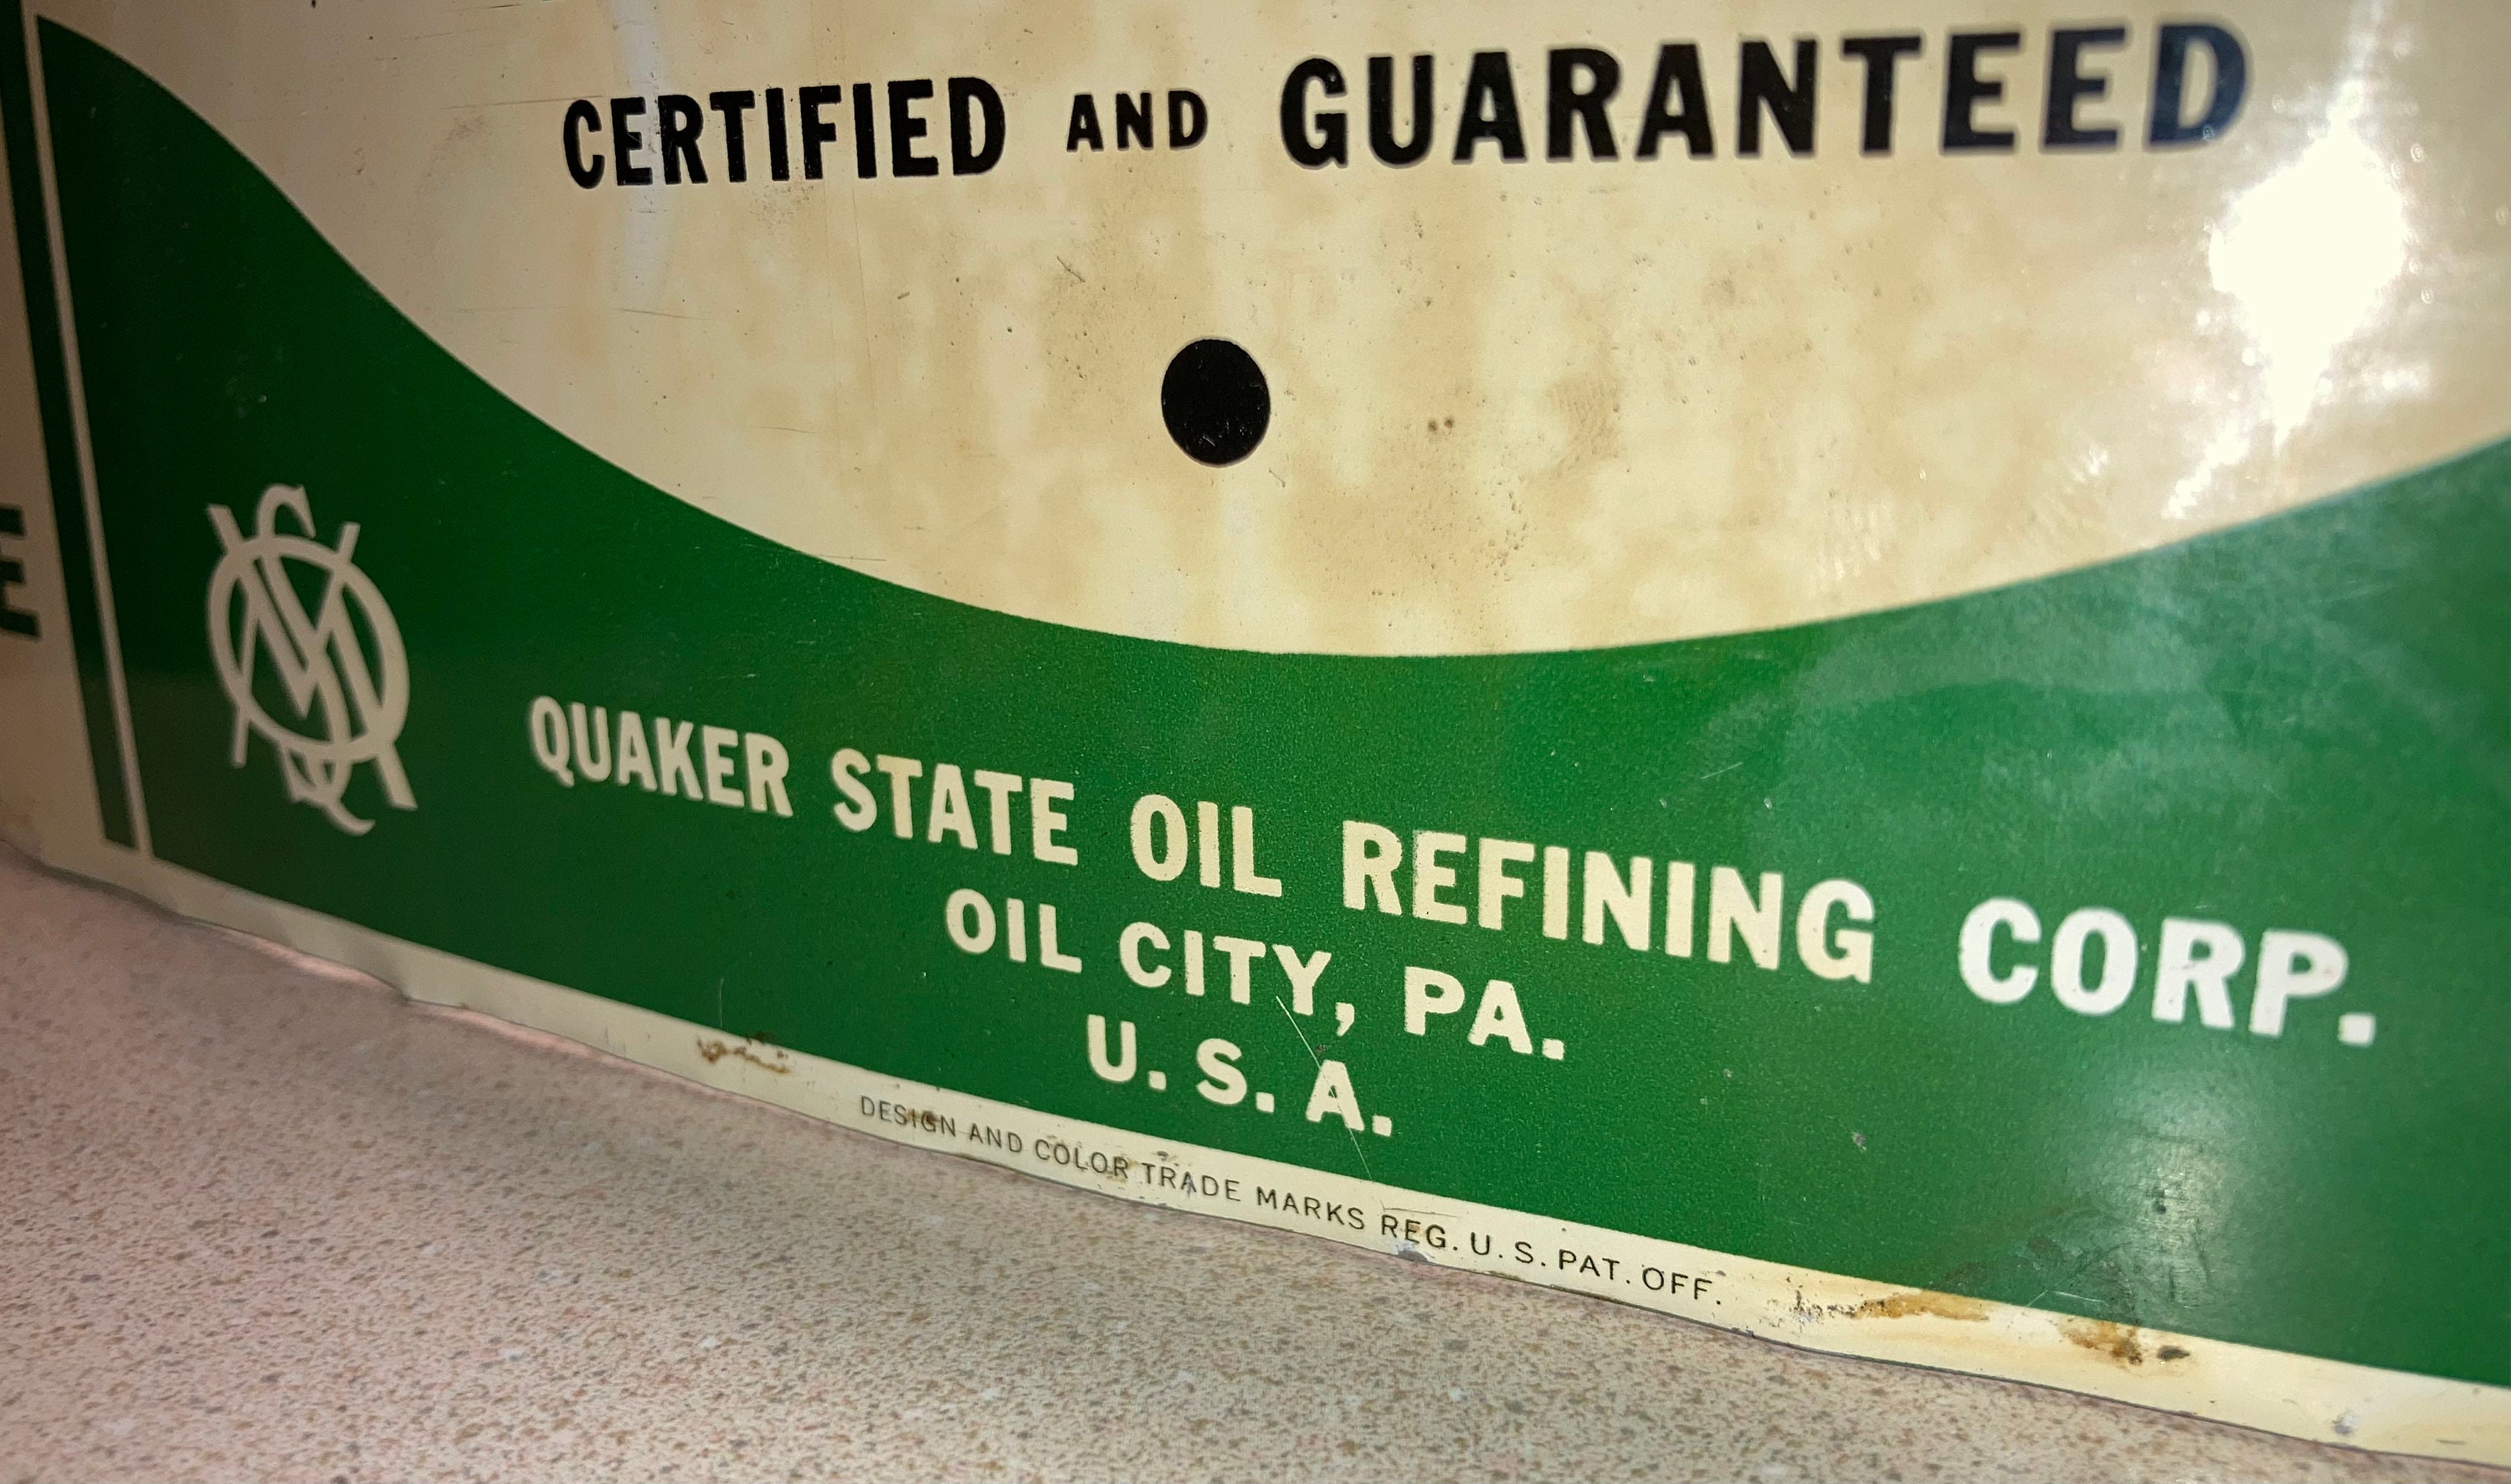 CERTIFIED AND GUARANTEED
E
QUAKER STATE OIL REFINING CORP.
OIL CITY, PA.
U. S. A.
DESIGN AND COLOR TRADE MARKS REG. U. S. PAT. OFF.